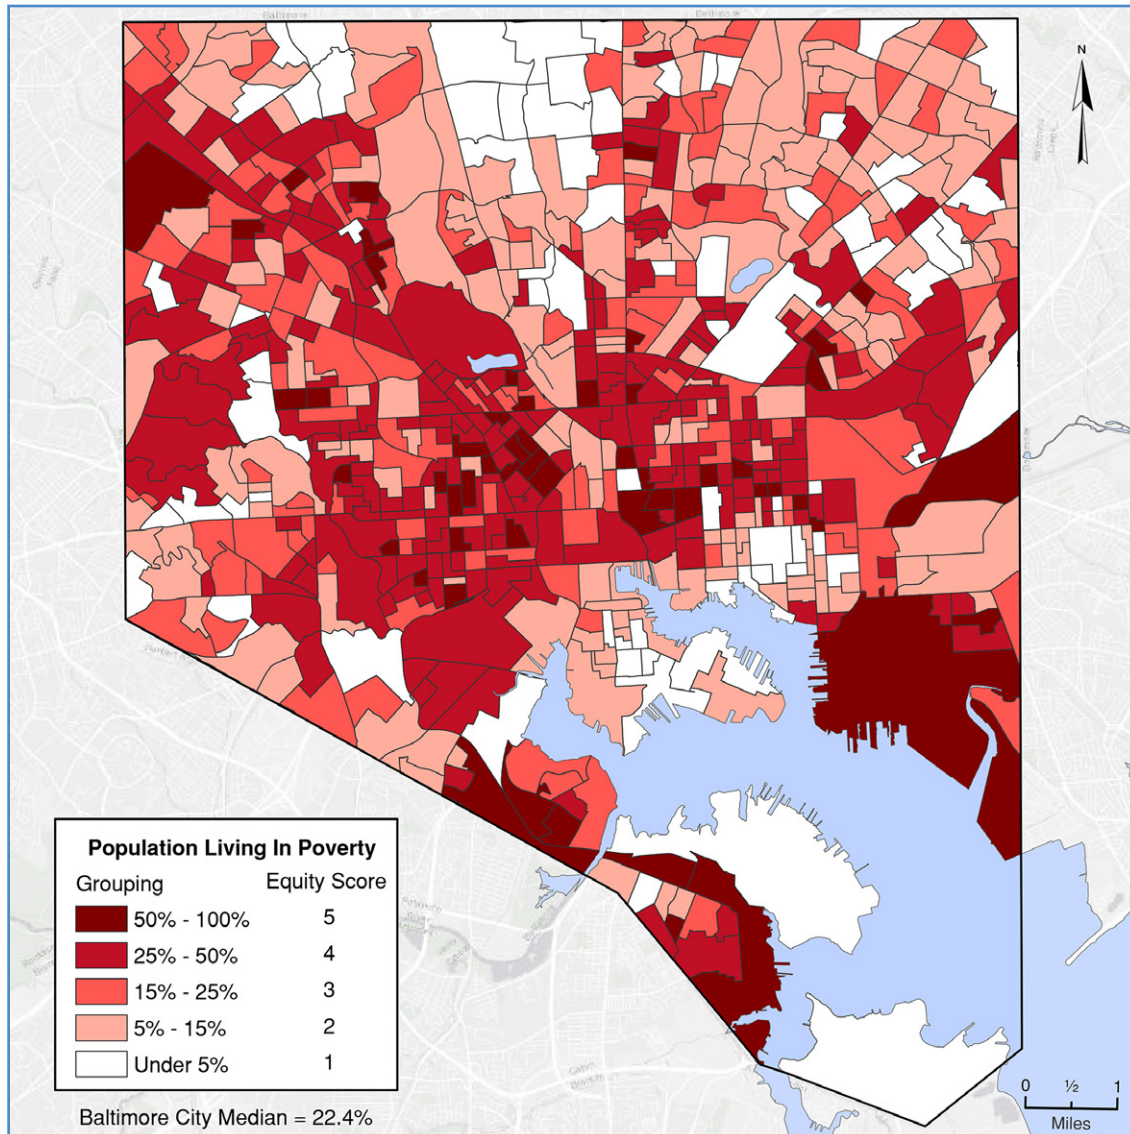 N
Population Living In Poverty
Grouping Equity Score
50% - 100% 5
25% - 50% 4
15% - 25% 3
5% - 15% 2
Under 5% 1
Baltimore City Median = 22.4%
0 ½ 1
Miles